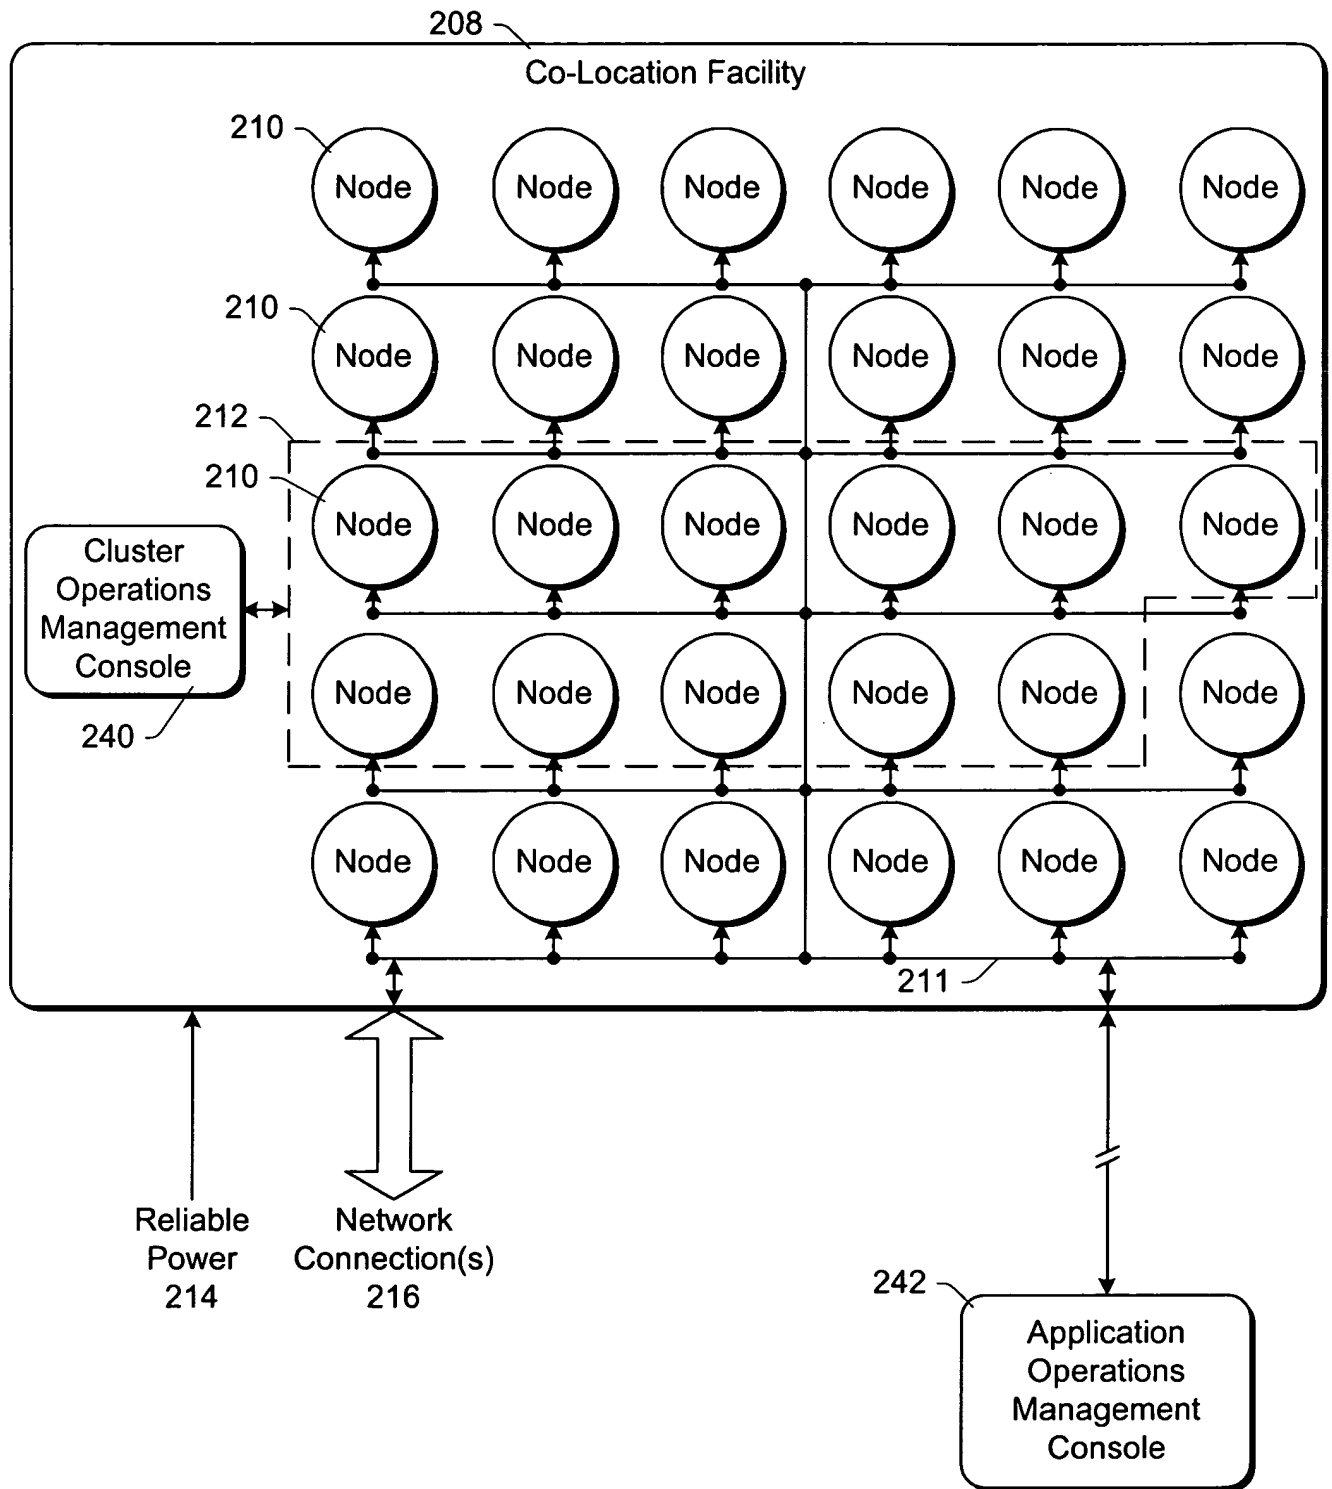 208
Co-Location Facility
210
Node Node Node Node Node Node
210
Node Node Node Node Node Node
212
210
Node Node Node Node Node Node
Cluster
Operations
Management
Console
240
Node Node Node Node Node Node
Node Node Node Node Node Node
211
Reliable
Power
214
Network
Connection(s)
216
242
Application
Operations
Management
Console